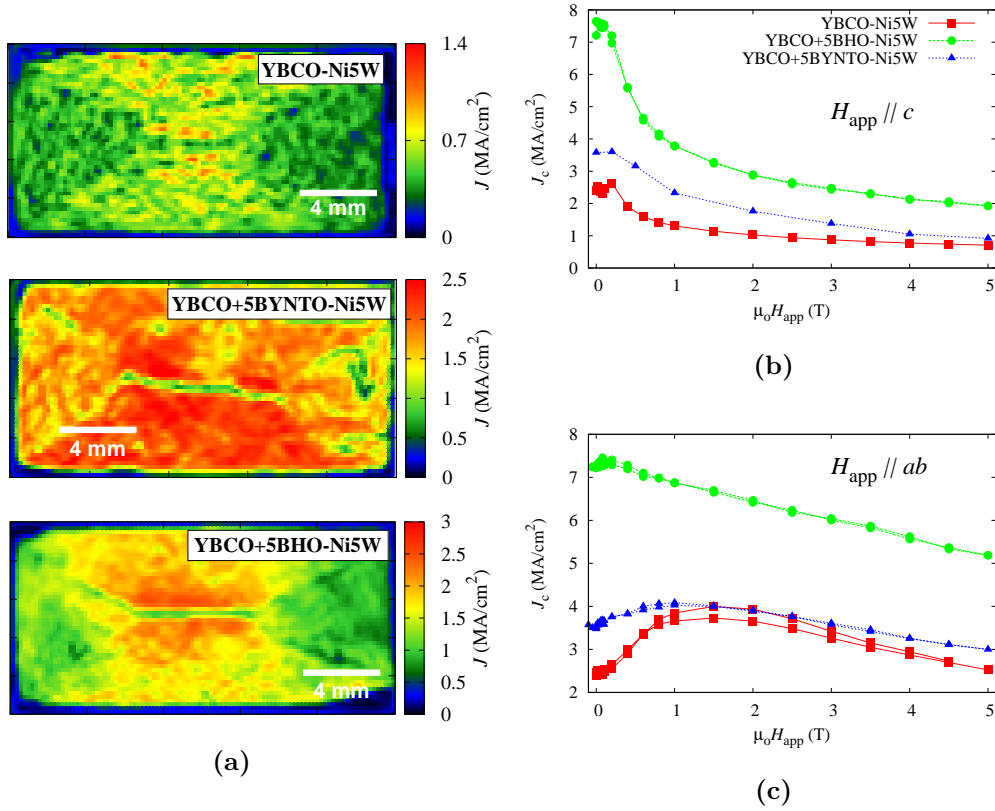 YBCO-Ni5W
4 mm
1.4
0.7
0
J (MA/cm²)
YBCO+5BYNTO-Ni5W
4 mm
2.5
2
1.5
1
0.5
0
J (MA/cm²)
YBCO+5BHO-Ni5W
4 mm
3
2.5
2
1.5
1
0.5
0
J (MA/cm²)
(a)
8
7
6
5
4
3
2
1
0
J_c (MA/cm²)
YBCO-Ni5W
YBCO+5BHO-Ni5W
YBCO+5BYNTO-Ni5W
H_app // c
0 1 2 3 4 5
μ_oH_app (T)
(b)
8
7
6
5
4
3
2
J_c (MA/cm²)
H_app // ab
0 1 2 3 4 5
μ_oH_app (T)
(c)